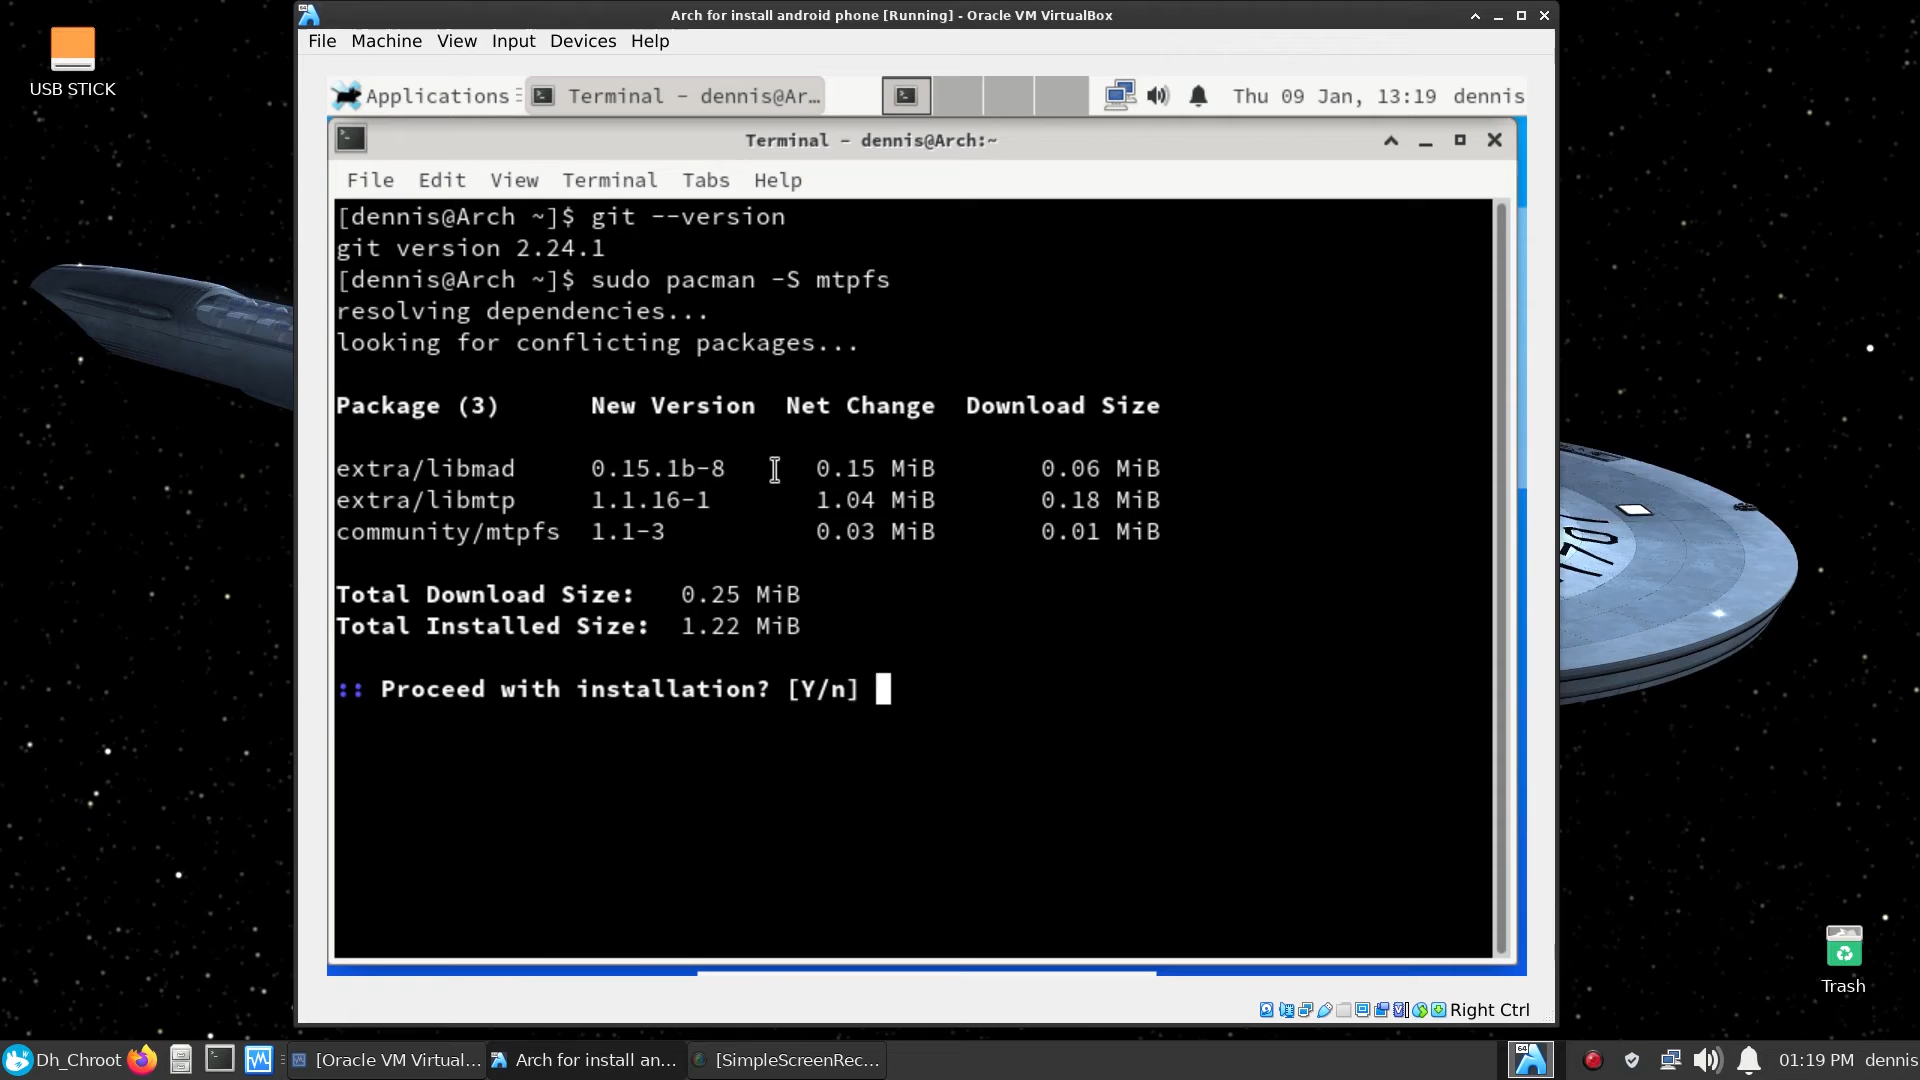 Arch for install android phone [Running] - Oracle VM VirtualBox
File Machine View Input Devices Help
USB STICK
Applications Terminal - dennis@Ar... Thu 09 Jan, 13:19 dennis
Terminal - dennis@Arch:~
File Edit View Terminal Tabs Help
[dennis@Arch ~]$ git --version
git version 2.24.1
[dennis@Arch ~]$ sudo pacman -S mtpfs
resolving dependencies...
looking for conflicting packages...
Package (3) New Version Net Change Download Size
extra/libmad 0.15.1b-8 0.15 MiB 0.06 MiB
extra/libmtp 1.1.16-1 1.04 MiB 0.18 MiB
community/mtpfs 1.1-3 0.03 MiB 0.01 MiB
Total Download Size: 0.25 MiB
Total Installed Size: 1.22 MiB
:: Proceed with installation? [Y/n]
Trash
Right Ctrl
Dh_Chroot [Oracle VM Virtual... Arch for install an... [SimpleScreenRec... 64 01:19 PM dennis